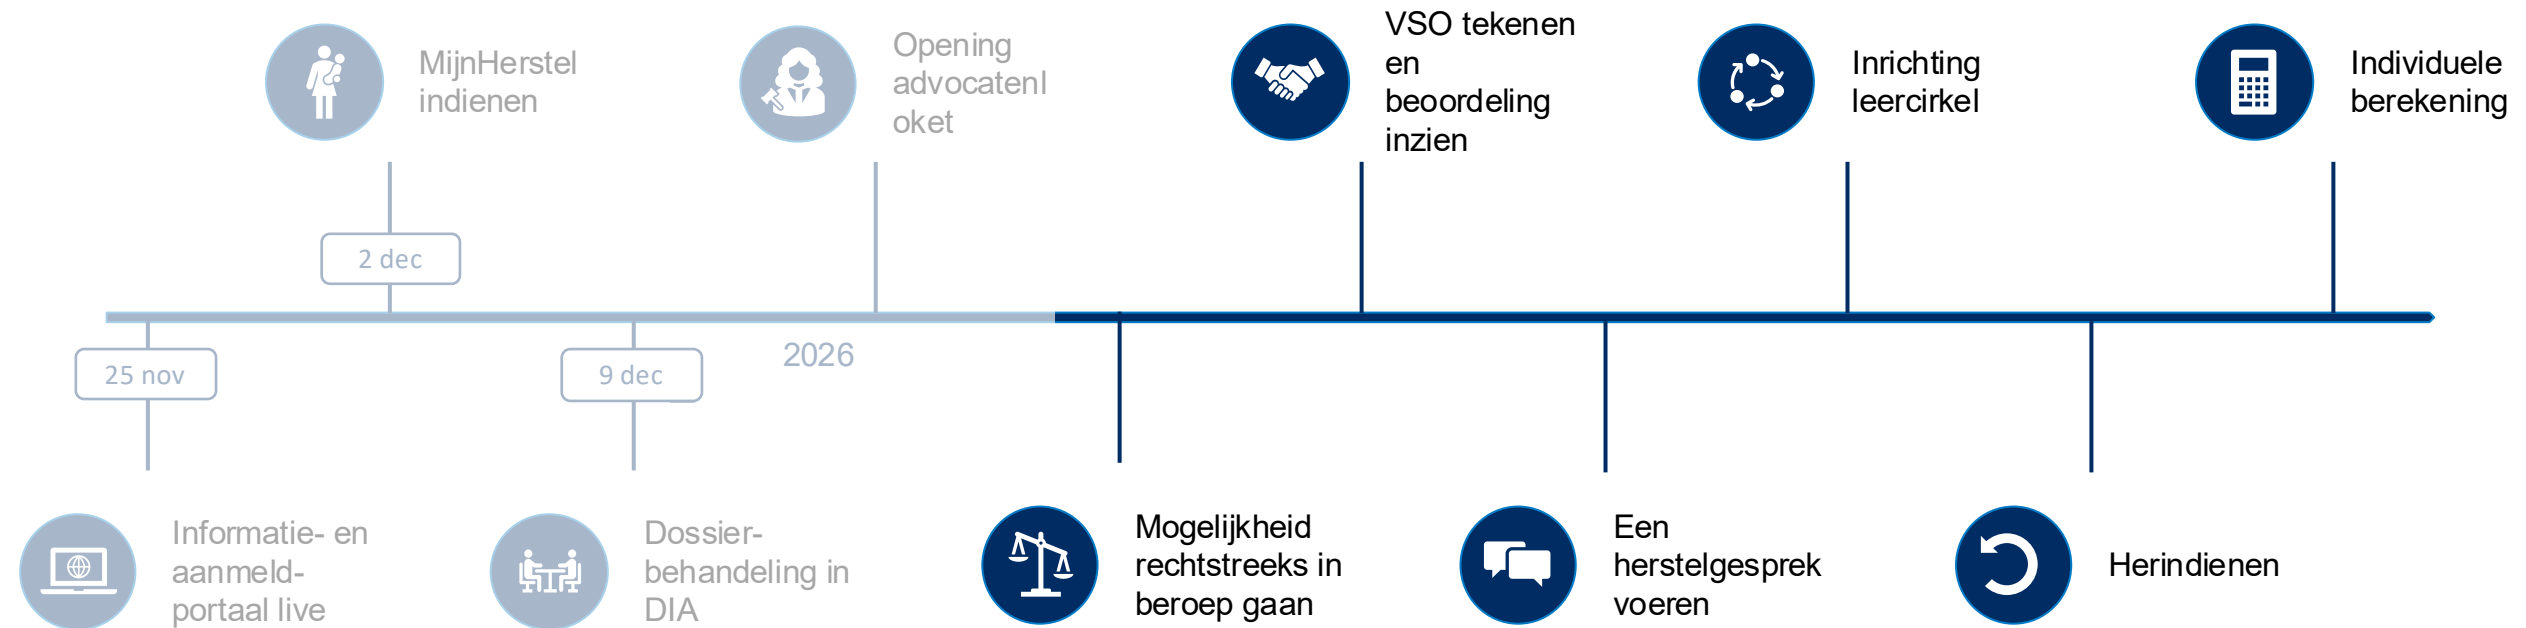 MijnHerstel
indienen
Opening
advocatenl
oket
VSO tekenen
en
beoordeling
inzien
Inrichting
leercirkel
Individuele
berekening
2 dec
25 nov
9 dec
2026
Informatie- en
aanmeld-
portaal live
Dossier-
behandeling in
DIA
Mogelijkheid
rechtstreeks in
beroep gaan
Een
herstelgesprek
voeren
Herindienen